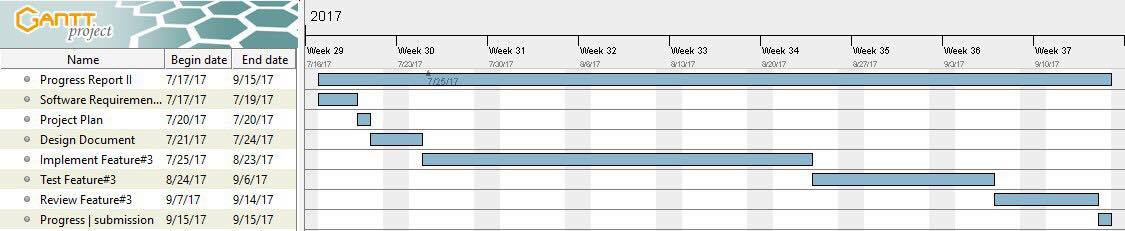 GANTT
project
2017
Week 29 Week 30 Week 31 Week 32 Week 33 Week 34 Week 35 Week 36 Week 37
Name Begin date End date
7/16/17 7/23/17 7/30/17 8/6/17 8/13/17 8/20/17 8/27/17 9/3/17 9/10/17
Progress Report II 7/17/17 9/15/17
7/25/17
Software Requiremen... 7/17/17 7/19/17
Project Plan 7/20/17 7/20/17
Design Document 7/21/17 7/24/17
Implement Feature#3 7/25/17 8/23/17
Test Feature#3 8/24/17 9/6/17
Review Feature#3 9/7/17 9/14/17
Progress | submission 9/15/17 9/15/17